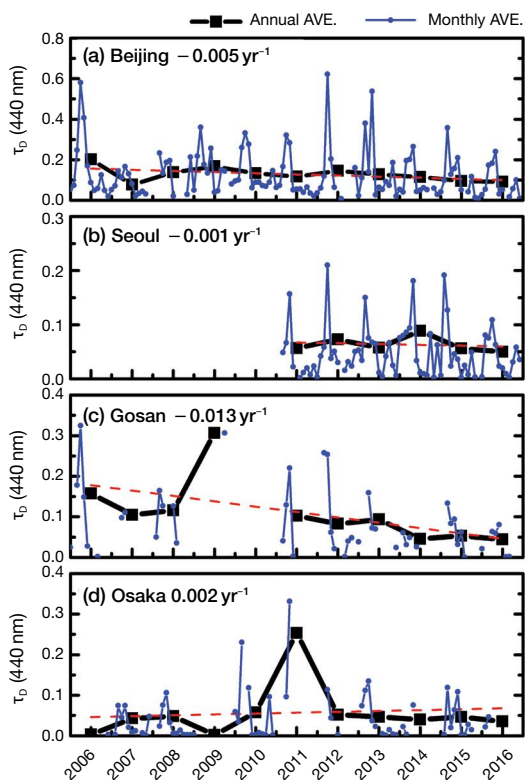 Annual AVE. Monthly AVE.
(a) Beijing −0.005 yr⁻¹
τD (440 nm)
0.8
0.6
0.4
0.2
0.0
(b) Seoul −0.001 yr⁻¹
τD (440 nm)
0.3
0.2
0.1
0.0
(c) Gosan −0.013 yr⁻¹
τD (440 nm)
0.4
0.3
0.2
0.1
0.0
(d) Osaka 0.002 yr⁻¹
τD (440 nm)
0.4
0.3
0.2
0.1
0.0
2006 2007 2008 2009 2010 2011 2012 2013 2014 2015 2016